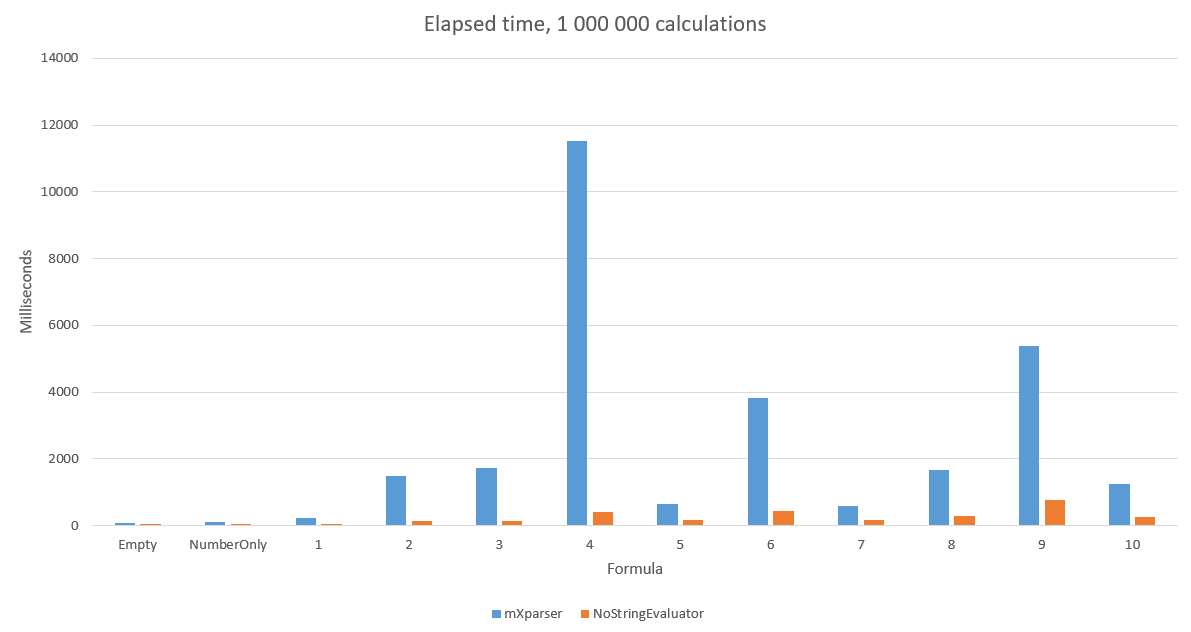 Elapsed time, 1 000 000 calculations
14000
12000
10000
8000
6000
4000
2000
0
Milliseconds
Empty NumberOnly 1 2 3 4 5 6 7 8 9 10
Formula
mXparser NoStringEvaluator